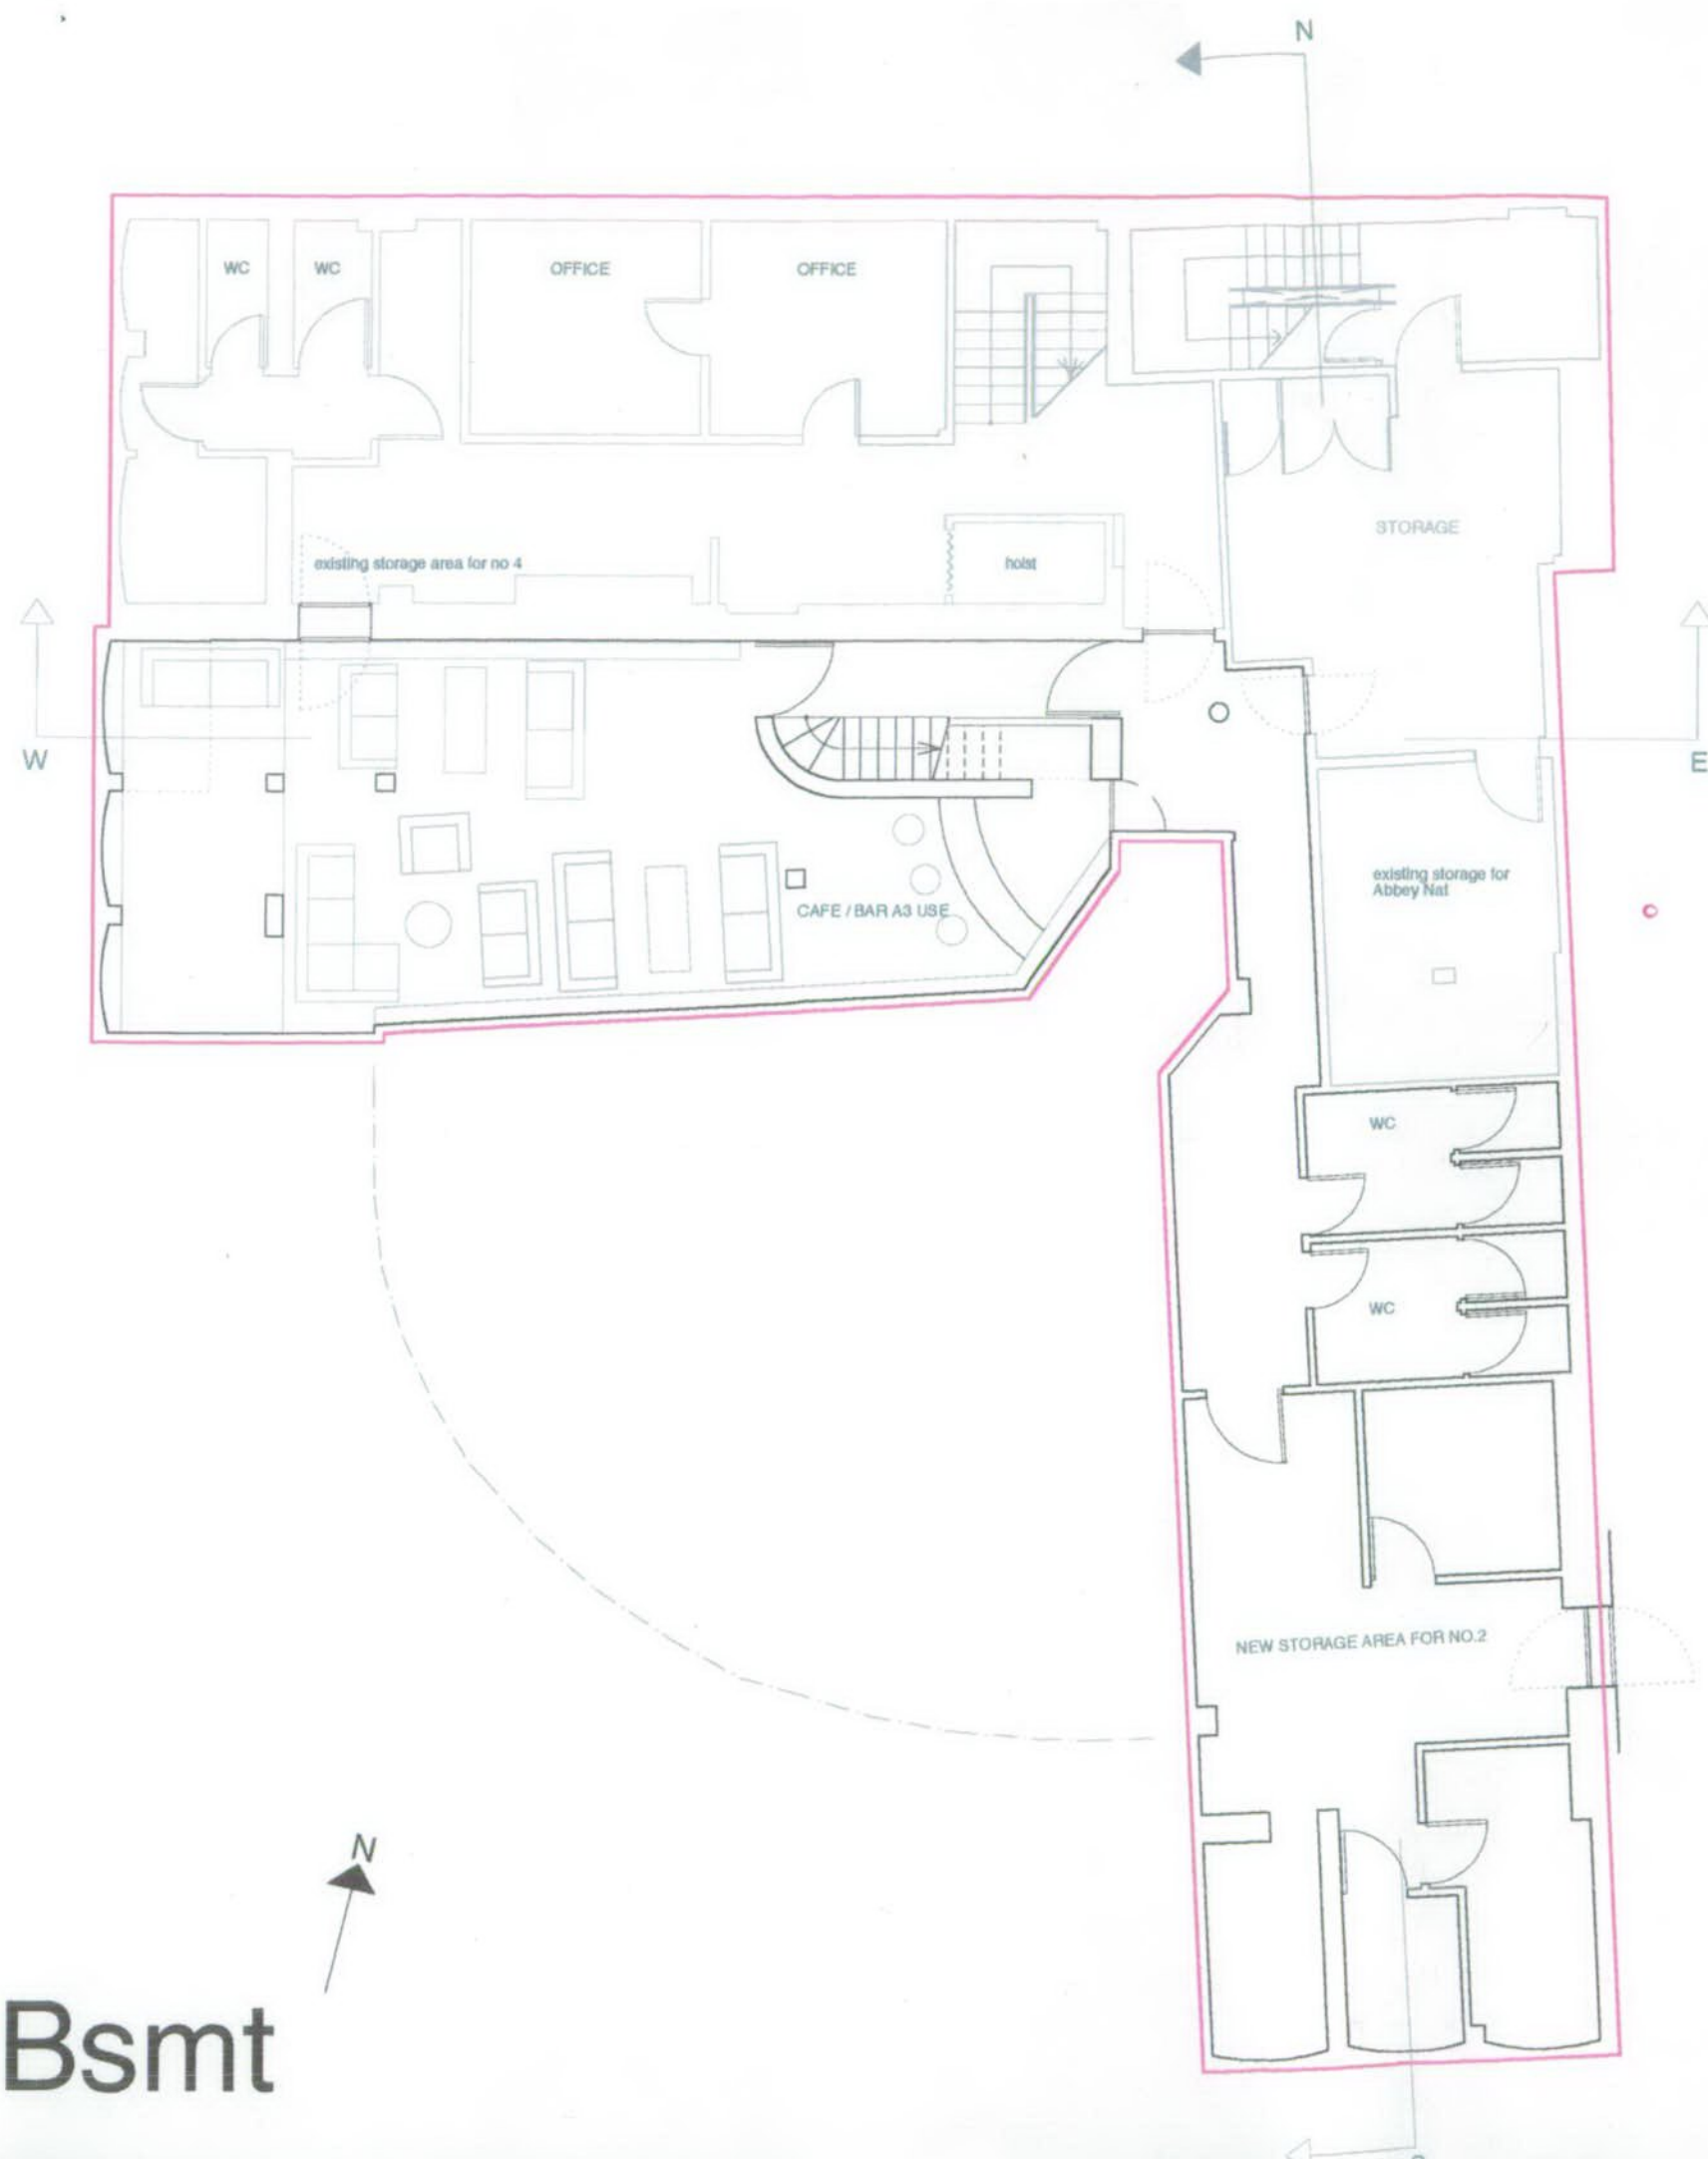 N
WC
WC
OFFICE
OFFICE
STORAGE
existing storage area for no 4
hoist
W
E
existing storage for
Abbey Nat
CAFE / BAR A3 USE
WC
WC
NEW STORAGE AREA FOR NO.2
N
Bsmt